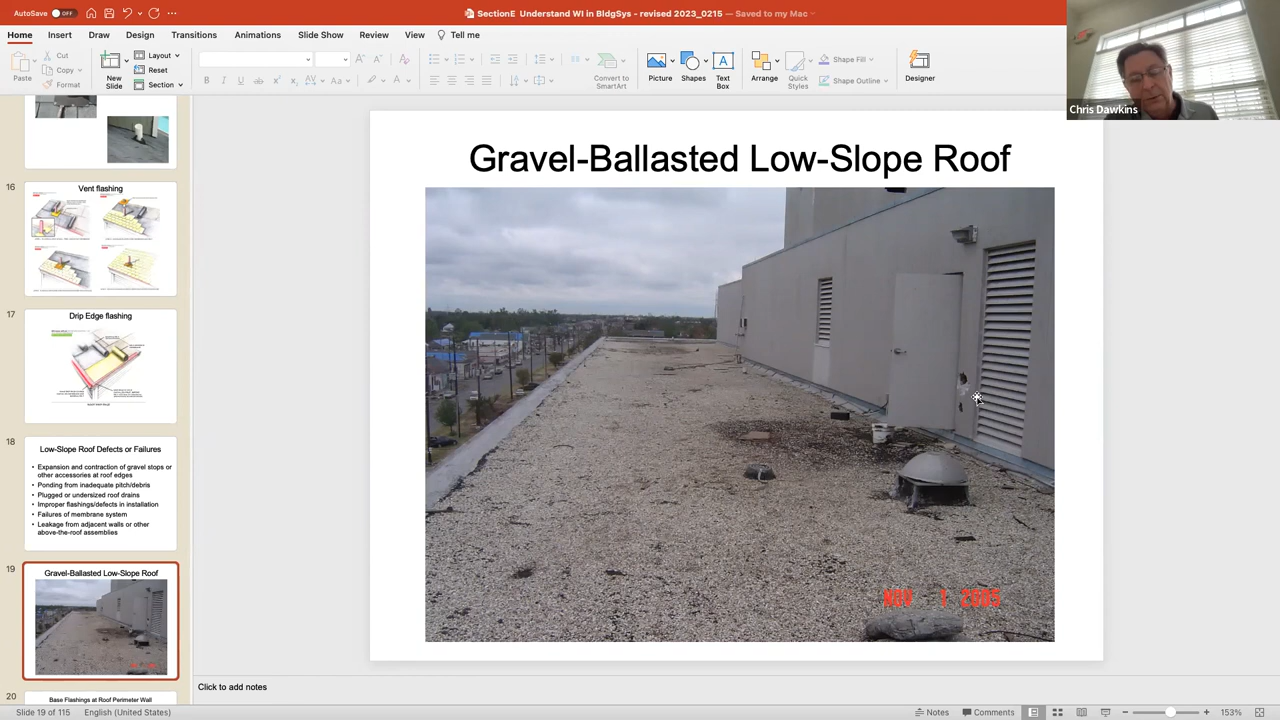 AutoSave OFF
SectionE Understand WI in BldgSys - revised 2023_0215 — Saved to my Mac
Home Insert Draw Design Transitions Animations Slide Show Review View Tell me
Paste
Cut
Copy
Format
New Slide
Layout
Reset
Section
Convert to SmartArt
Picture
Shapes
Text Box
Arrange
Quick Styles
Shape Fill
Shape Outline
Designer
Chris Dawkins
16
Vent flashing
17
Drip Edge flashing
18
Low-Slope Roof Defects or Failures
• Expansion and contraction of gravel stops or
other accessories at roof edges
• Ponding from inadequate pitch/debris
• Plugged or undersized roof drains
• Improper flashings/defects in installation
• Failures of membrane system
• Leakage from adjacent walls or other
above-the-roof assemblies
19
Gravel-Ballasted Low-Slope Roof
20
Base Flashings at Roof Perimeter Wall
Gravel-Ballasted Low-Slope Roof
NOV 1 2005
Click to add notes
Slide 19 of 115 English (United States) Notes Comments 153%